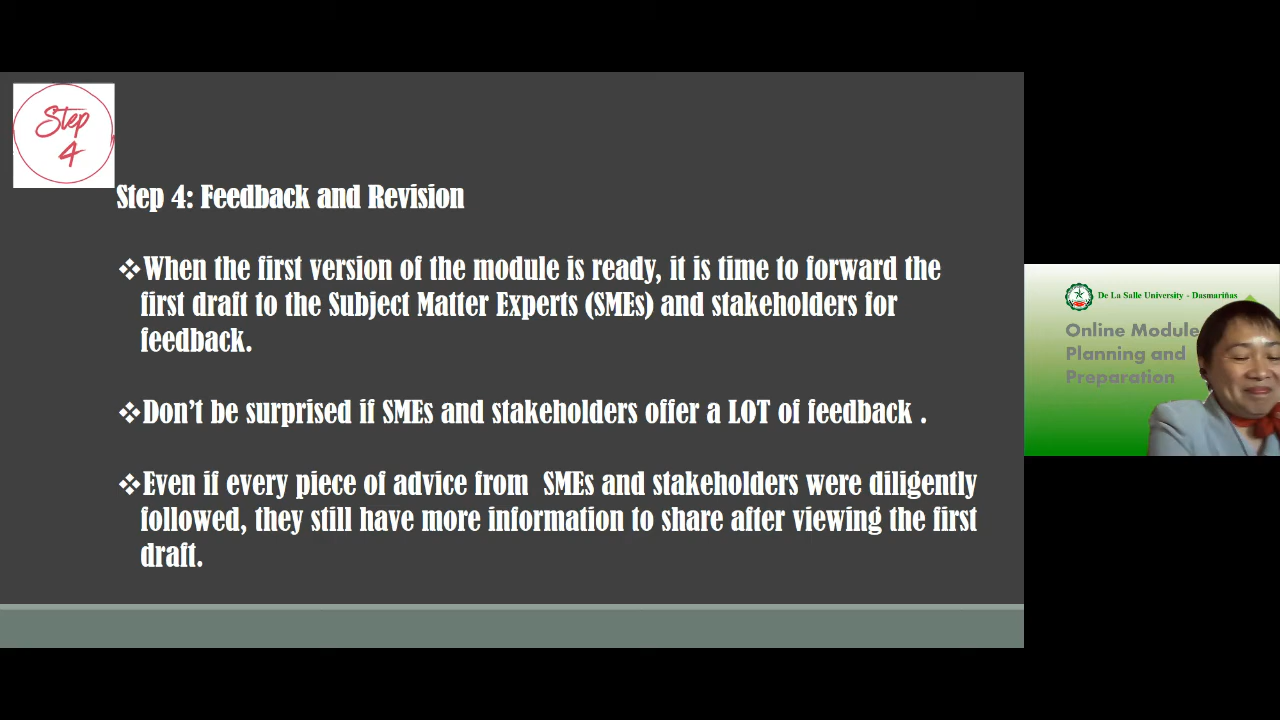 Step
4
Step 4: Feedback and Revision
❖When the first version of the module is ready, it is time to forward the
first draft to the Subject Matter Experts (SMEs) and stakeholders for
feedback.
❖Don't be surprised if SMEs and stakeholders offer a LOT of feedback .
❖Even if every piece of advice from  SMEs and stakeholders were diligently
followed, they still have more information to share after viewing the first
draft.
De La Salle University - Dasmariñas
Online Module
Planning and
Preparation